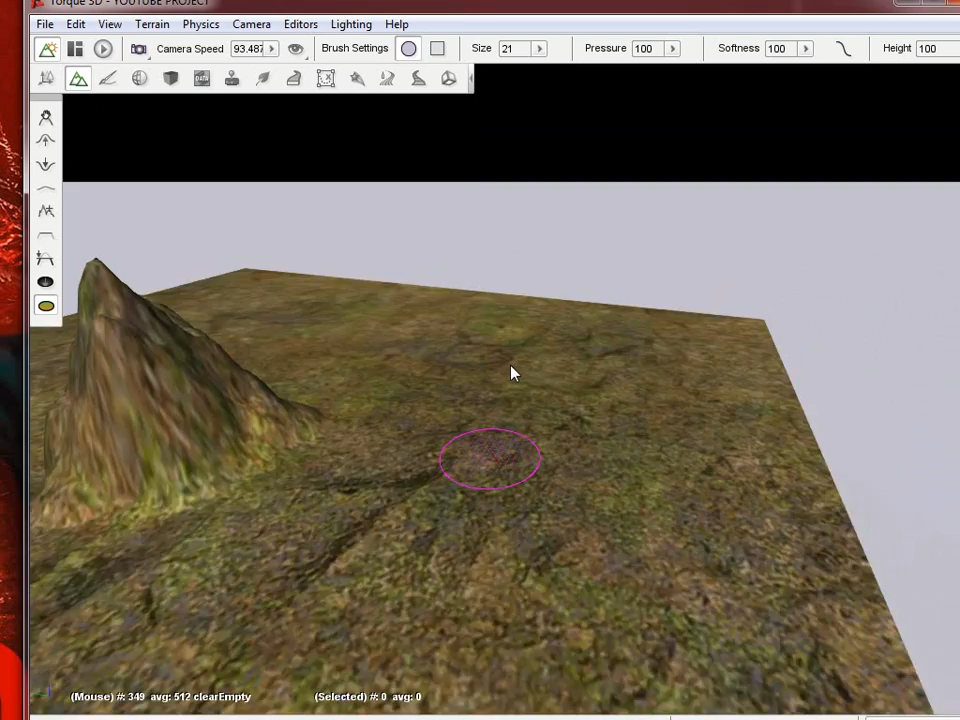 Torque 3D - YOUTUBE PROJECT
File Edit View Terrain Physics Camera Editors Lighting Help
Camera Speed 93.487 Brush Settings Size 21 Pressure 100 Softness 100 Height 100
(Mouse) #: 349 avg: 512 clearEmpty (Selected) #: 0 avg: 0